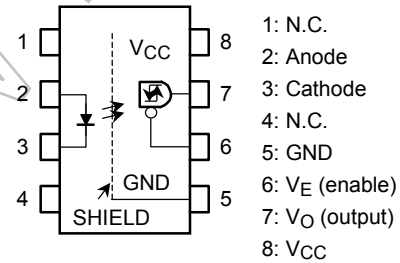 1
2
3
4
VCC
GND
SHIELD
8
7
6
5
1: N.C.
2: Anode
3: Cathode
4: N.C.
5: GND
6: VE (enable)
7: VO (output)
8: VCC